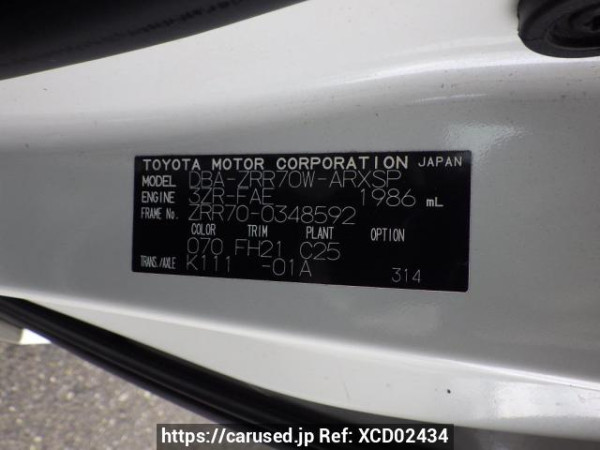 TOYOTA MOTOR CORPORATION JAPAN
MODEL DBA-ZRR70W-ARXSP
ENGINE 3ZR-FAE 1986 mL
FRAME No. ZRR70-0348592
COLOR TRIM PLANT OPTION
070 FH21 C25
TRANS./AXLE K111 -01A 314
https://carused.jp Ref: XCD02434